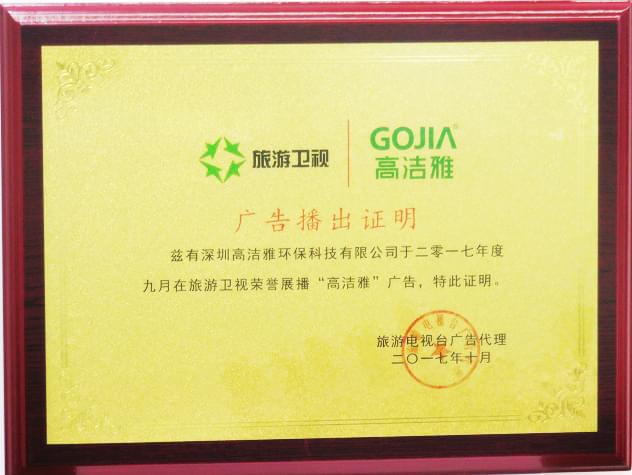 旅游卫视
GOJIA®
高洁雅
广告播出证明
兹有深圳高洁雅环保科技有限公司于二零一七年度
九月在旅游卫视荣誉展播“高洁雅”广告，特此证明。
旅游电视台广告代理
二〇一七年十月